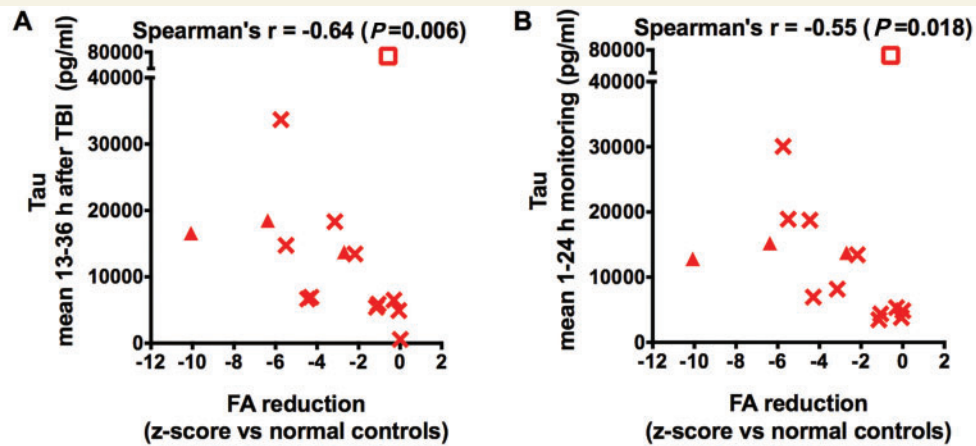 A
Spearman's r = -0.64 (P=0.006)
Tau
mean 13-36 h after TBI (pg/ml)
80000
40000
30000
20000
10000
0
-12 -10 -8 -6 -4 -2 0 2
FA reduction
(z-score vs normal controls)
B
Spearman's r = -0.55 (P=0.018)
Tau
mean 1-24 h monitoring (pg/ml)
80000
40000
30000
20000
10000
0
-12 -10 -8 -6 -4 -2 0 2
FA reduction
(z-score vs normal controls)